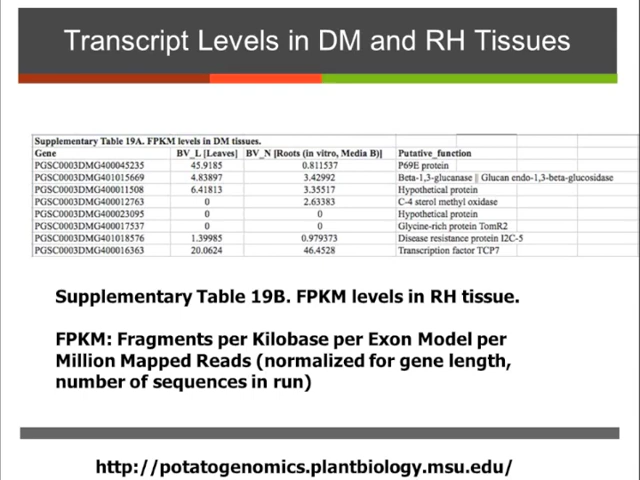 Transcript Levels in DM and RH Tissues
Supplementary Table 19A. FPKM levels in DM tissues.
Gene BV_L [Leaves] BV_N [Roots (in vitro, Media B)] Putative_function
PGSC0003DMG400045235 45.9185 0.811537 P69E protein
PGSC0003DMG401015669 4.83897 3.42992 Beta-1,3-glucanase || Glucan endo-1,3-beta-glucosidase
PGSC0003DMG400011508 6.41813 3.35517 Hypothetical protein
PGSC0003DMG400012763 0 2.63383 C-4 sterol methyl oxidase
PGSC0003DMG400023095 0 0 Hypothetical protein
PGSC0003DMG400017537 0 0 Glycine-rich protein TomR2
PGSC0003DMG401018576 1.39985 0.979373 Disease resistance protein I2C-5
PGSC0003DMG400016363 20.0624 46.4528 Transcription factor TCP7
Supplementary Table 19B. FPKM levels in RH tissue.
FPKM: Fragments per Kilobase per Exon Model per
Million Mapped Reads (normalized for gene length,
number of sequences in run)
http://potatogenomics.plantbiology.msu.edu/